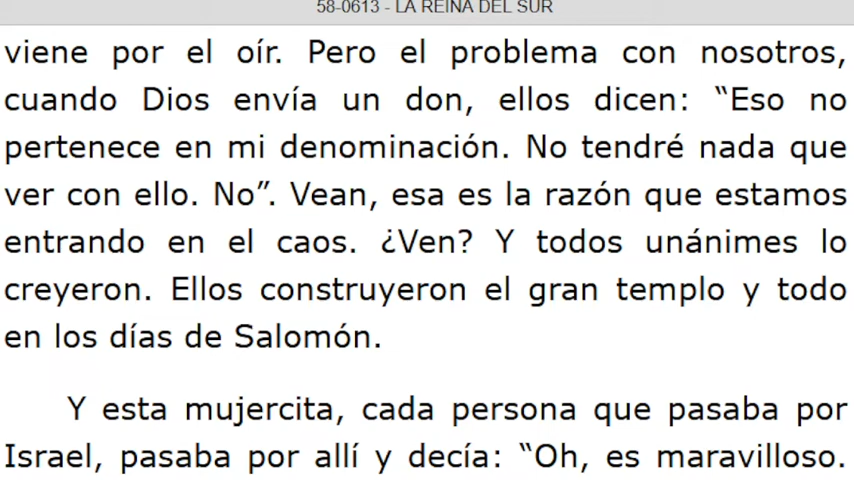 58-0613 - LA REINA DEL SUR
viene por el oír. Pero el problema con nosotros,
cuando Dios envía un don, ellos dicen: “Eso no
pertenece en mi denominación. No tendré nada que
ver con ello. No”. Vean, esa es la razón que estamos
entrando en el caos. ¿Ven? Y todos unánimes lo
creyeron. Ellos construyeron el gran templo y todo
en los días de Salomón.
Y esta mujercita, cada persona que pasaba por
Israel, pasaba por allí y decía: “Oh, es maravilloso.